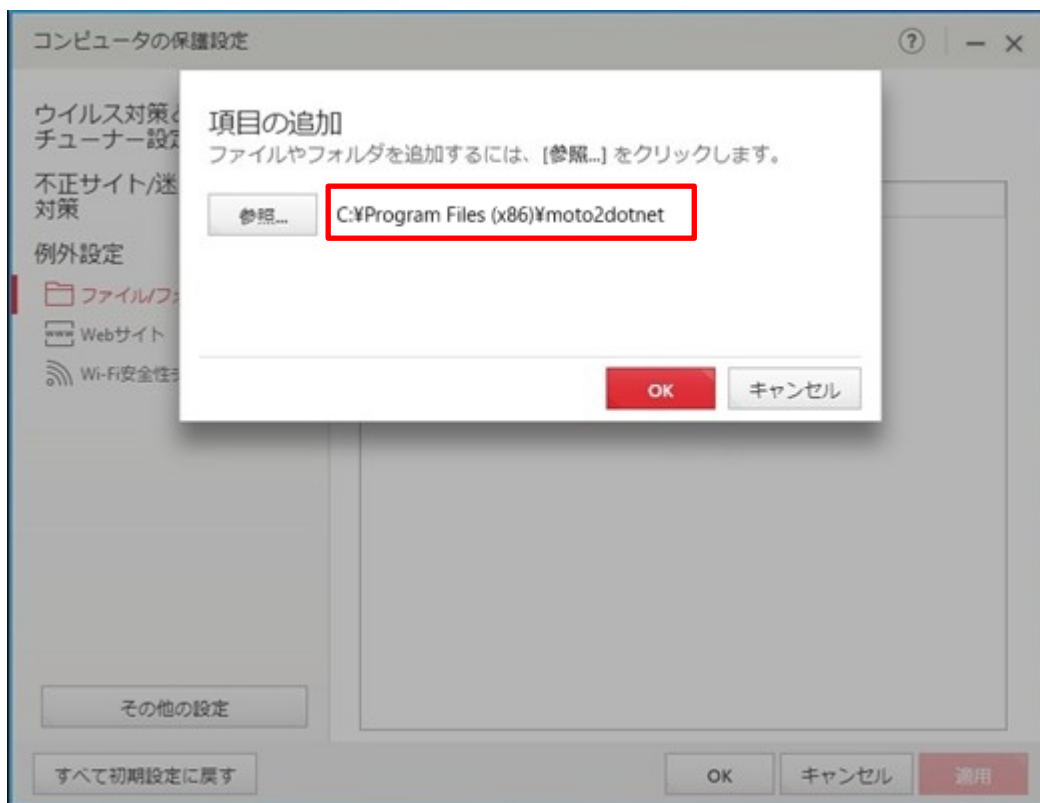 コンピュータの保護設定
ウイルス対策と
チューナー設定
不正サイト/迷
対策
例外設定
ファイル/フォ
Webサイト
Wi-Fi安全性チ
その他の設定
すべて初期設定に戻す
項目の追加
ファイルやフォルダを追加するには、[参照...] をクリックします。
参照...
C:¥Program Files (x86)¥moto2dotnet
OK
キャンセル
OK
キャンセル
適用